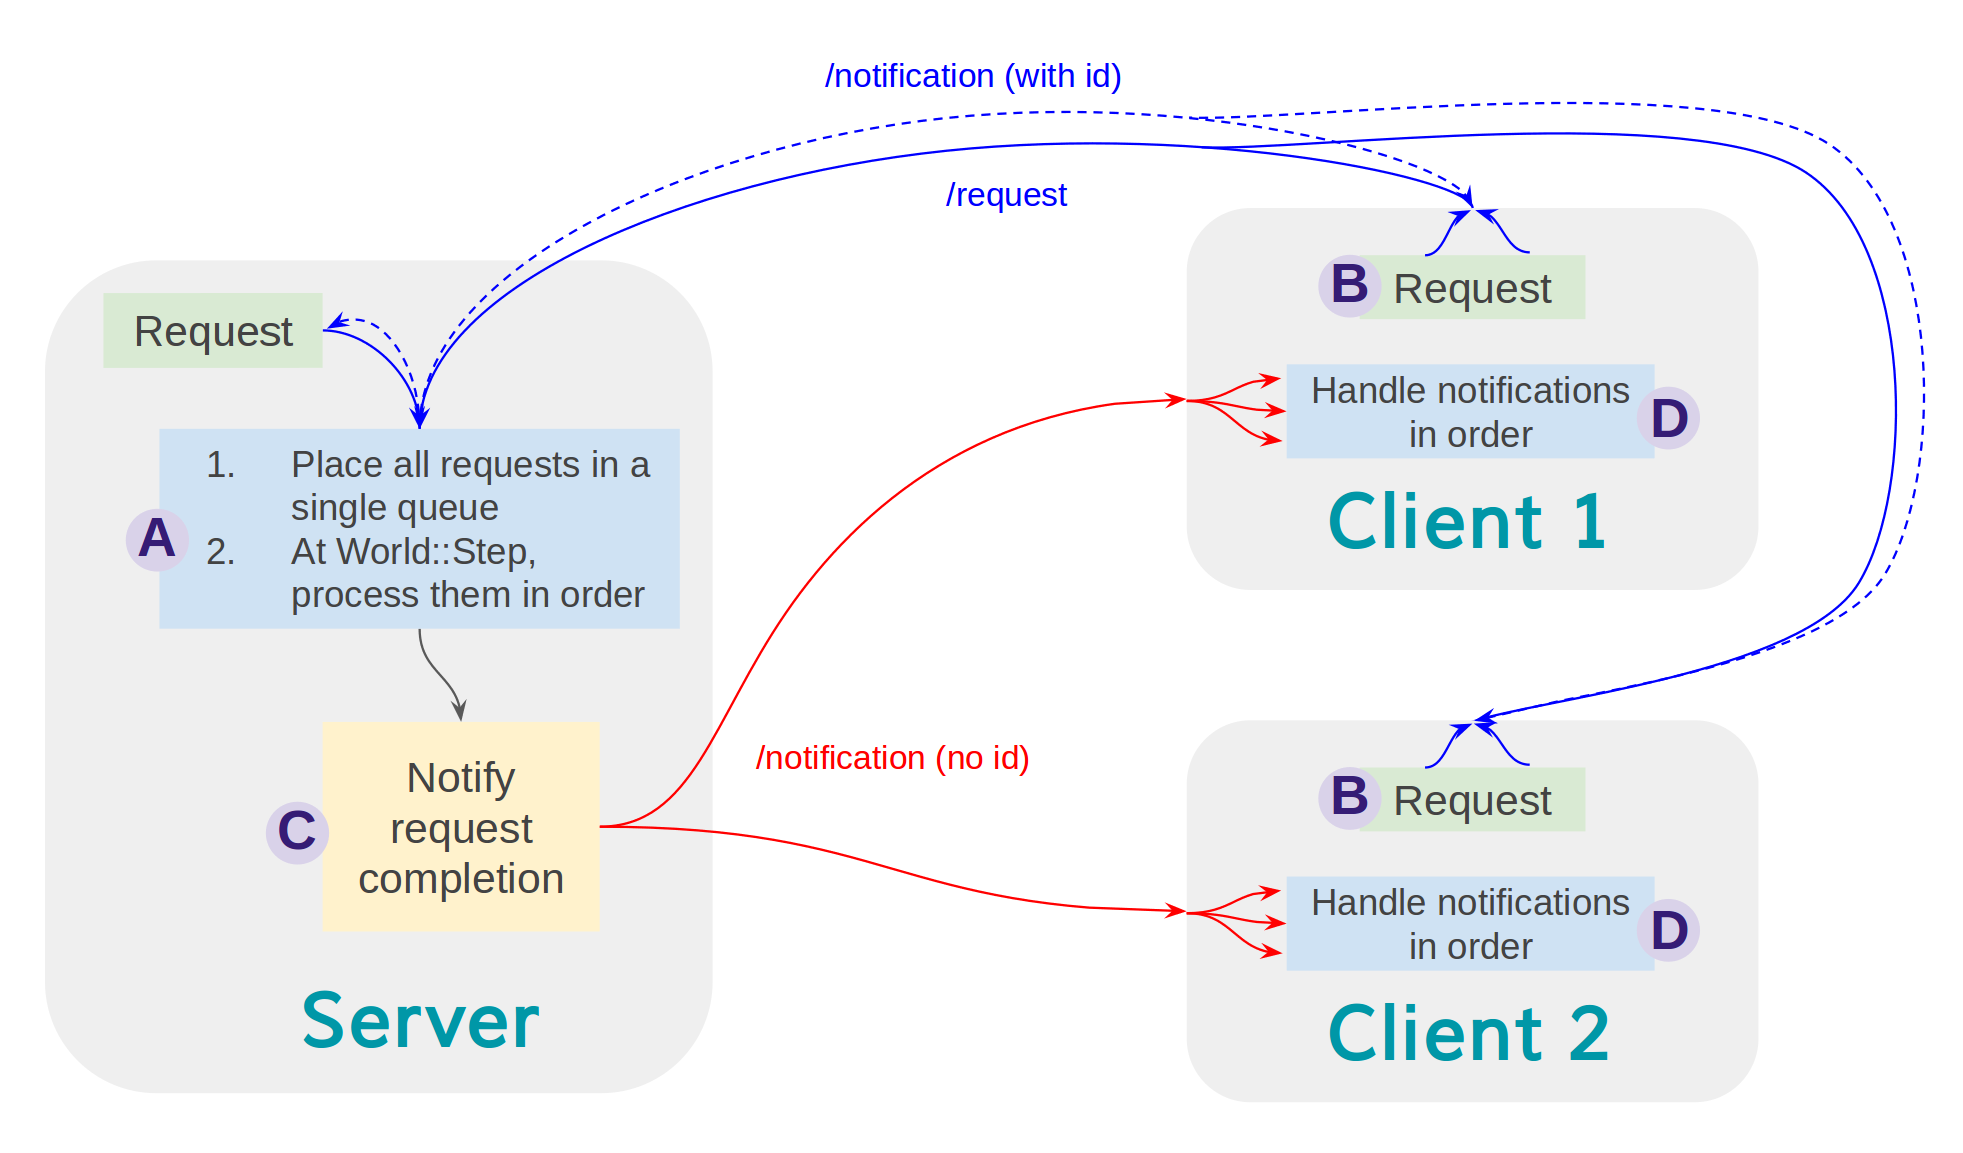 /notification (with id)
/request
Request
A
1. Place all requests in a
single queue
2. At World::Step,
process them in order
C
Notify
request
completion
Server
/notification (no id)
B
Request
Handle notifications
in order
D
Client 1
B
Request
Handle notifications
in order
D
Client 2